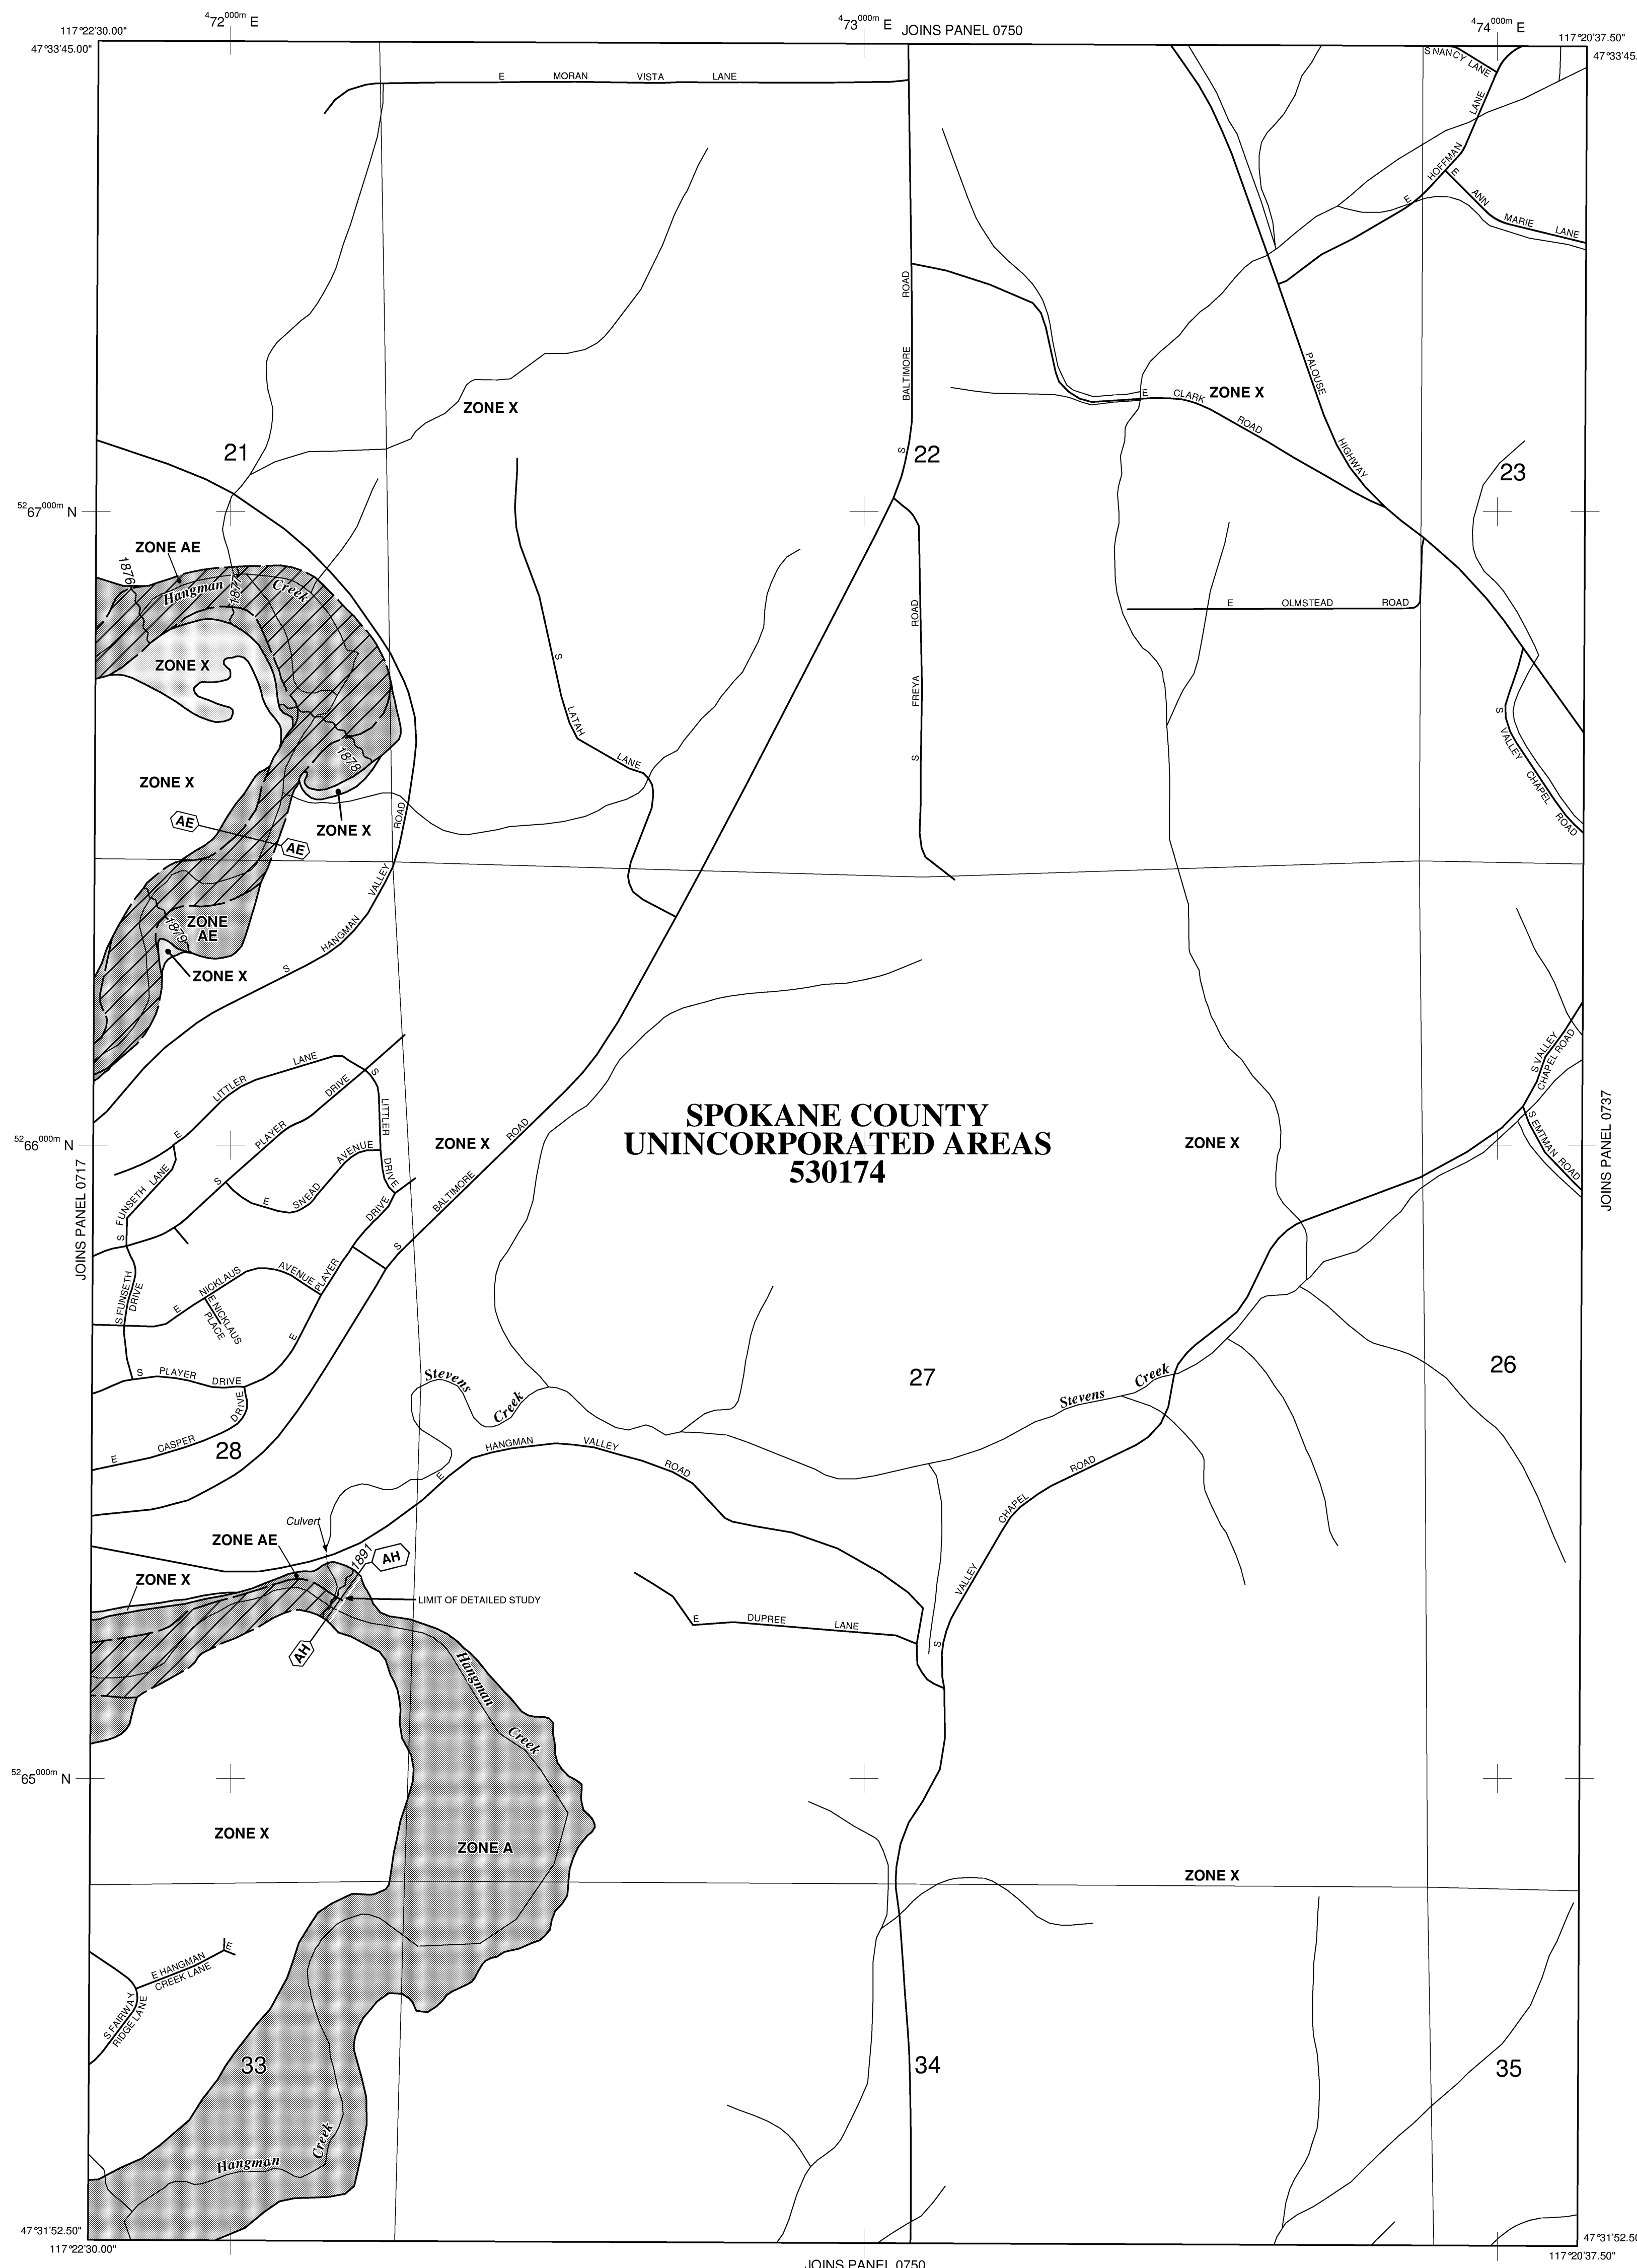 472000m E
473000m E
JOINS PANEL 0750
474000m E
117°22'30.00"
117°20'37.50"
47°33'45.00"
47°33'45.
S NANCY LANE
E MORAN VISTA LANE
LANE
HOFFMAN
E
E ANN MARIE LANE
ROAD
BALTIMORE
S
PALOUSE
HIGHWAY
E CLARK ROAD
ZONE X
ZONE X
21
22
23
5267000m N
ZONE AE
1876
Hangman Creek
1877
E OLMSTEAD ROAD
ROAD
FREYA
S
ZONE X
S LATAH LANE
S VALLEY CHAPEL ROAD
1878
ZONE X
AE
AE
ZONE X
ROAD
VALLEY
HANGMAN
S
ZONE AE
1879
ZONE X
LANE
LITTLER
E
DRIVE
PLAYER
S
S LITTLER DRIVE
S VALLEY
CHAPEL ROAD
S EMTMAN ROAD
JOINS PANEL 0737
SPOKANE COUNTY
UNINCORPORATED AREAS
530174
ZONE X
ZONE X
5266000m N
JOINS PANEL 0717
S FUNSETH LANE
E SNEAD AVENUE
S BALTIMORE ROAD
S FUNSETH
DRIVE
E NICKLAUS AVENUE
E NICKLAUS
PLACE
E PLAYER DRIVE
S PLAYER DRIVE
DRIVE
E CASPER
28
27
26
Stevens Creek
Stevens Creek
E HANGMAN VALLEY ROAD
S VALLEY CHAPEL ROAD
Culvert
ZONE AE
1891
AH
ZONE X
LIMIT OF DETAILED STUDY
AH
E DUPREE LANE
Hangman Creek
5265000m N
ZONE X
ZONE A
ZONE X
E HANGMAN
CREEK LANE
E
S FAIRWAY
RIDGE LANE
33
34
35
Hangman Creek
47°31'52.50"
47°31'52.50
117°22'30.00"
117°20'37.50"
JOINS PANEL 0750